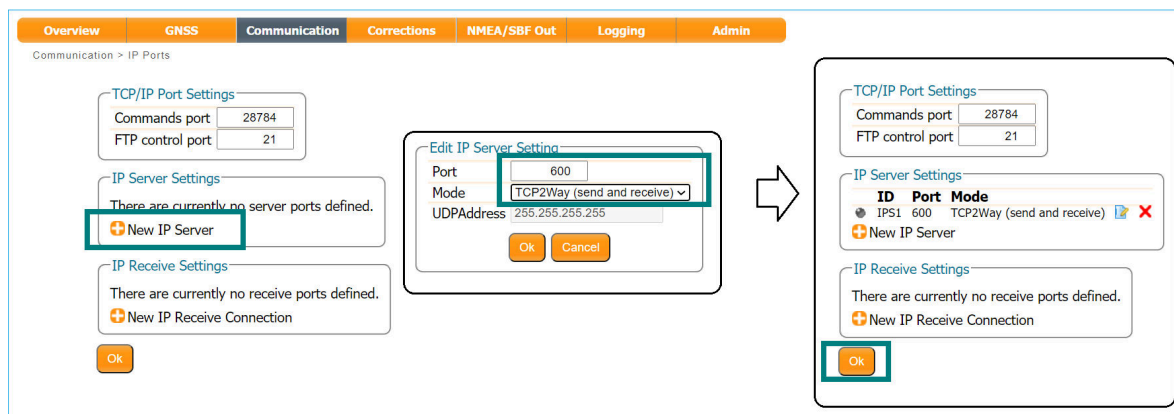 Overview GNSS Communication Corrections NMEA/SBF Out Logging Admin
Communication > IP Ports
TCP/IP Port Settings
Commands port 28784
FTP control port 21
IP Server Settings
There are currently no server ports defined.
New IP Server
IP Receive Settings
There are currently no receive ports defined.
New IP Receive Connection
Ok
Edit IP Server Setting
Port 600
Mode TCP2Way (send and receive)
UDPAddress 255.255.255.255
Ok Cancel
TCP/IP Port Settings
Commands port 28784
FTP control port 21
IP Server Settings
ID Port Mode
IPS1 600 TCP2Way (send and receive)
New IP Server
IP Receive Settings
There are currently no receive ports defined.
New IP Receive Connection
Ok